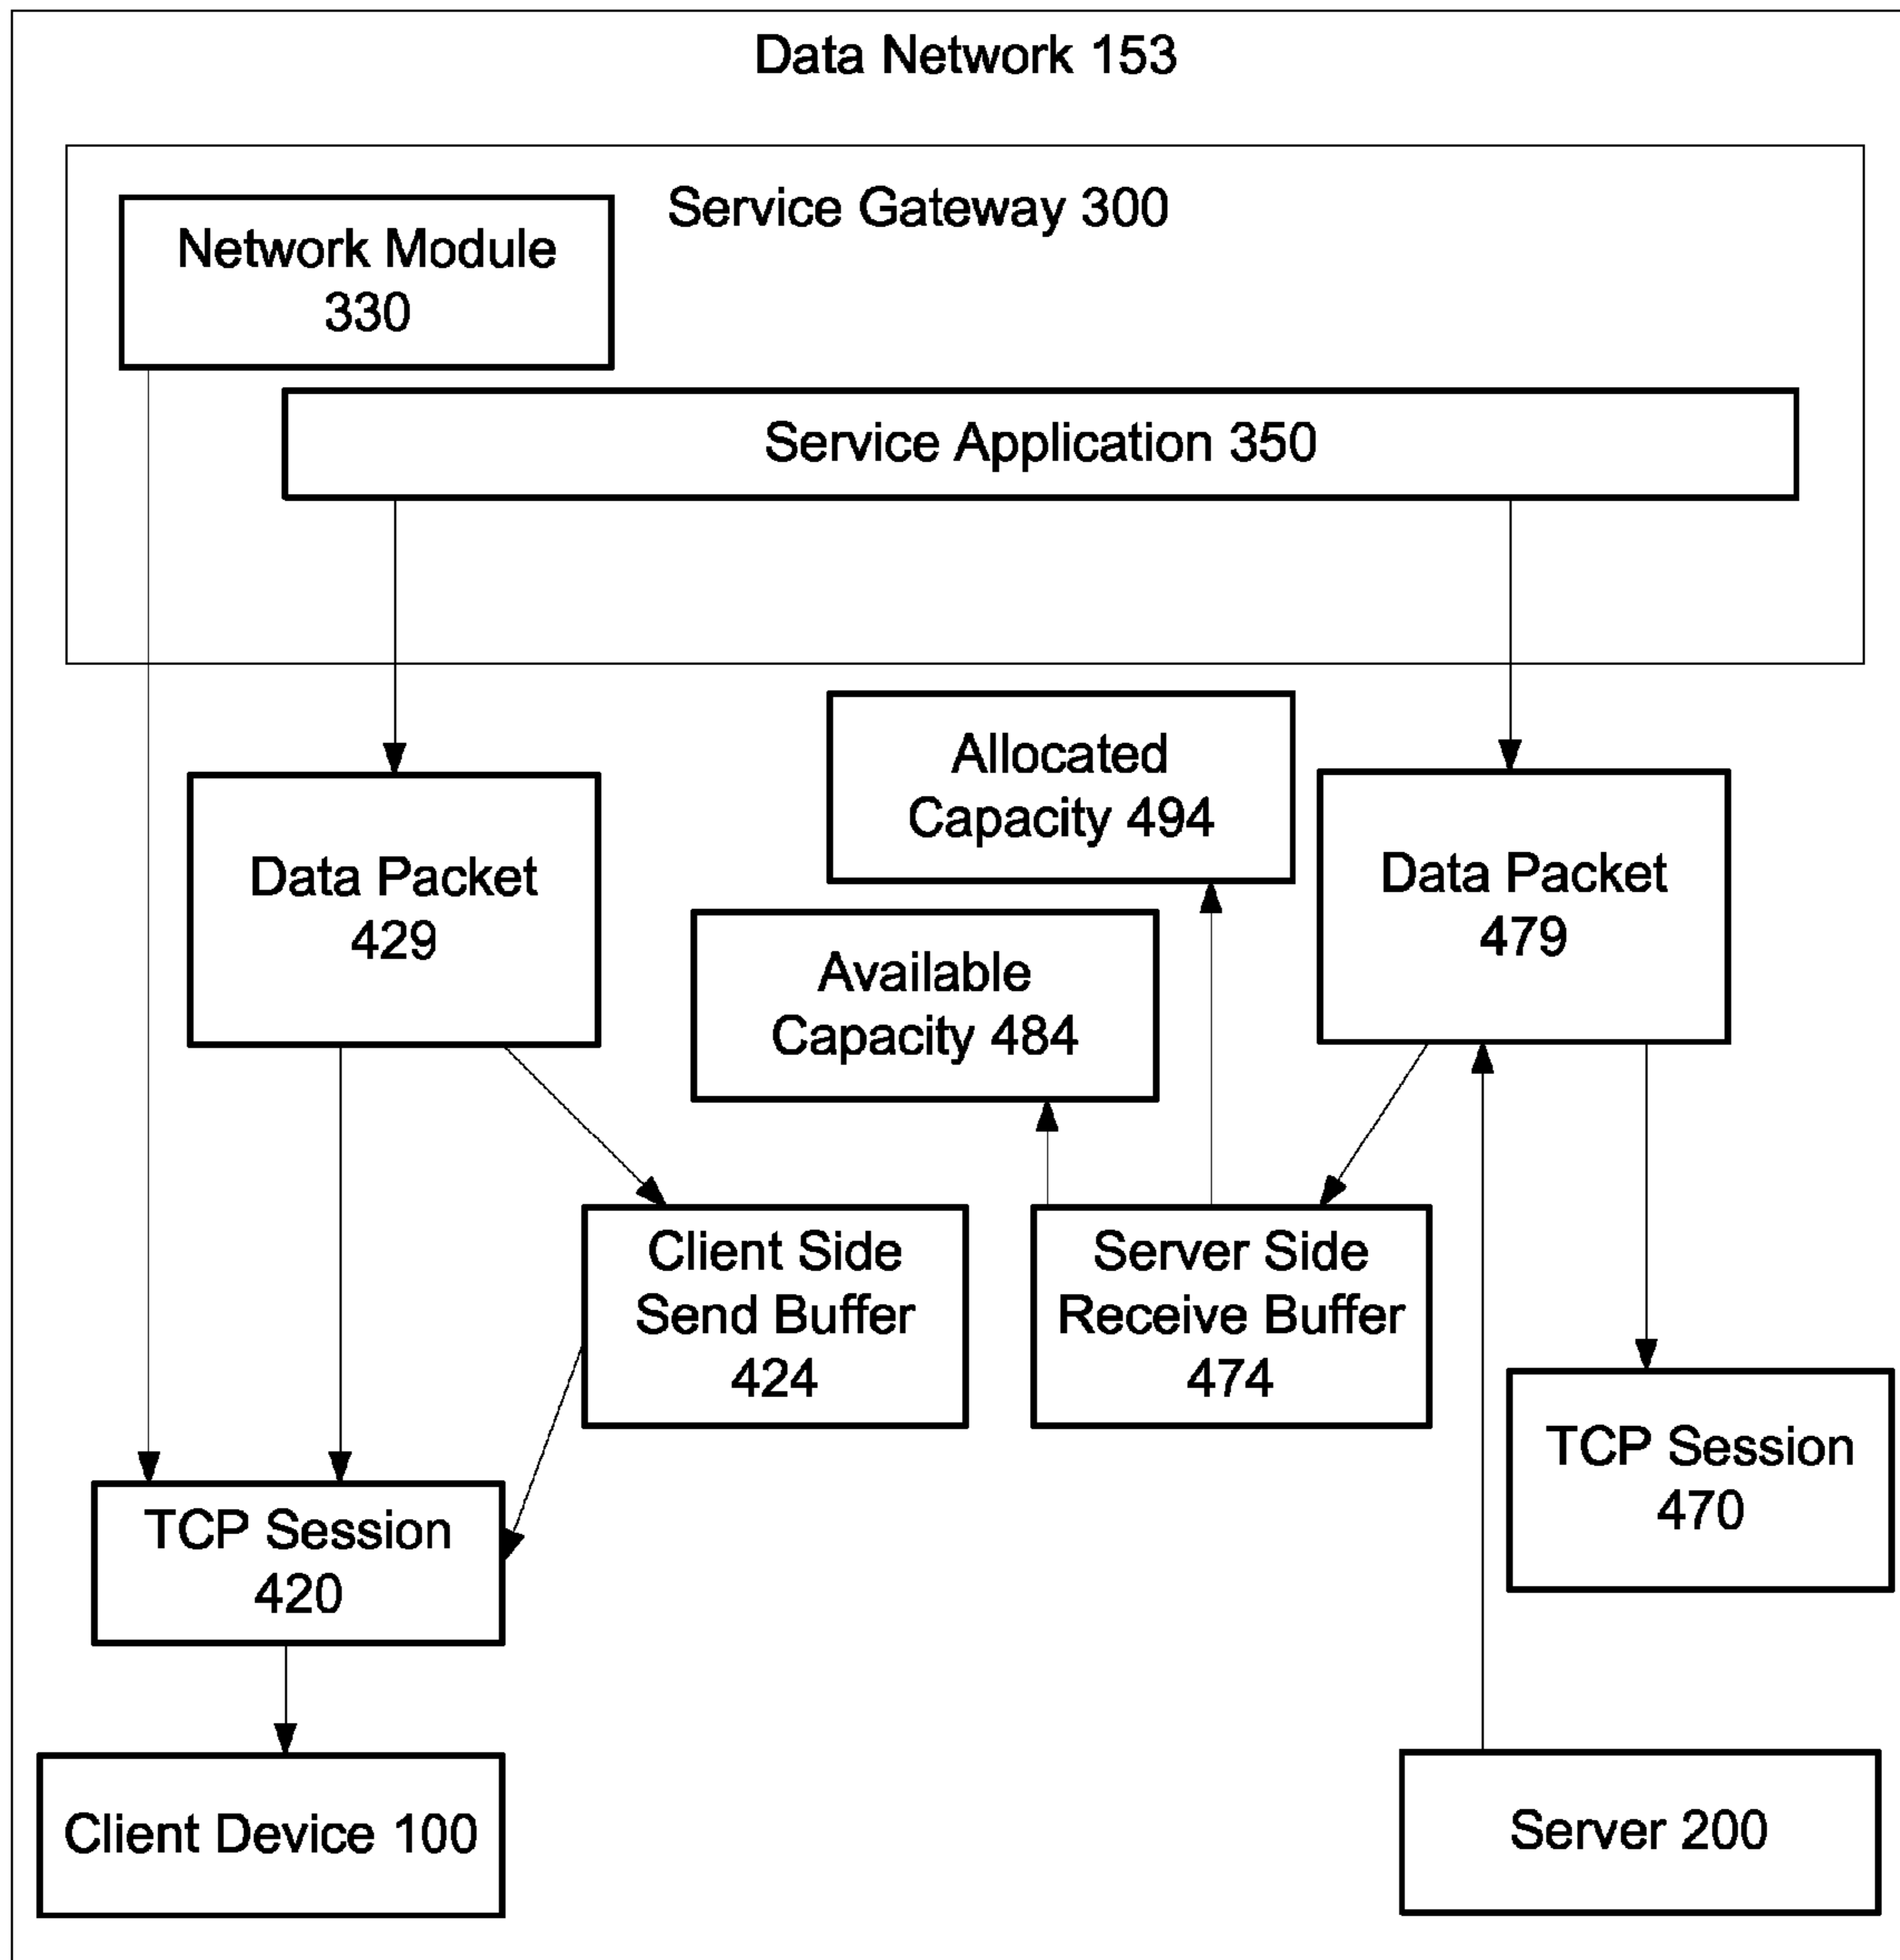 Data Network 153
Service Gateway 300
Network Module
330
Service Application 350
Allocated
Capacity 494
Data Packet
429
Data Packet
479
Available
Capacity 484
Client Side
Send Buffer
424
Server Side
Receive Buffer
474
TCP Session
470
TCP Session
420
Client Device 100
Server 200